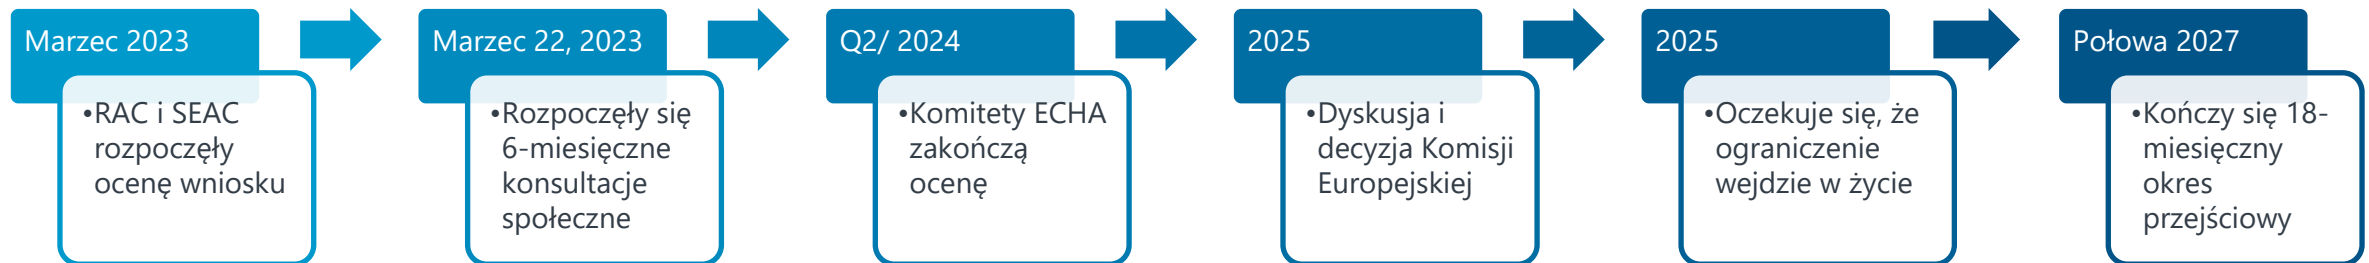 Marzec 2023
•RAC i SEAC
rozpoczęły
ocenę wniosku
Marzec 22, 2023
•Rozpoczęły się
6-miesięczne
konsultacje
społeczne
Q2/ 2024
•Komitety ECHA
zakończą
ocenę
2025
•Dyskusja i
decyzja Komisji
Europejskiej
2025
•Oczekuje się, że
ograniczenie
wejdzie w życie
Połowa 2027
•Kończy się 18-
miesięczny
okres
przejściowy